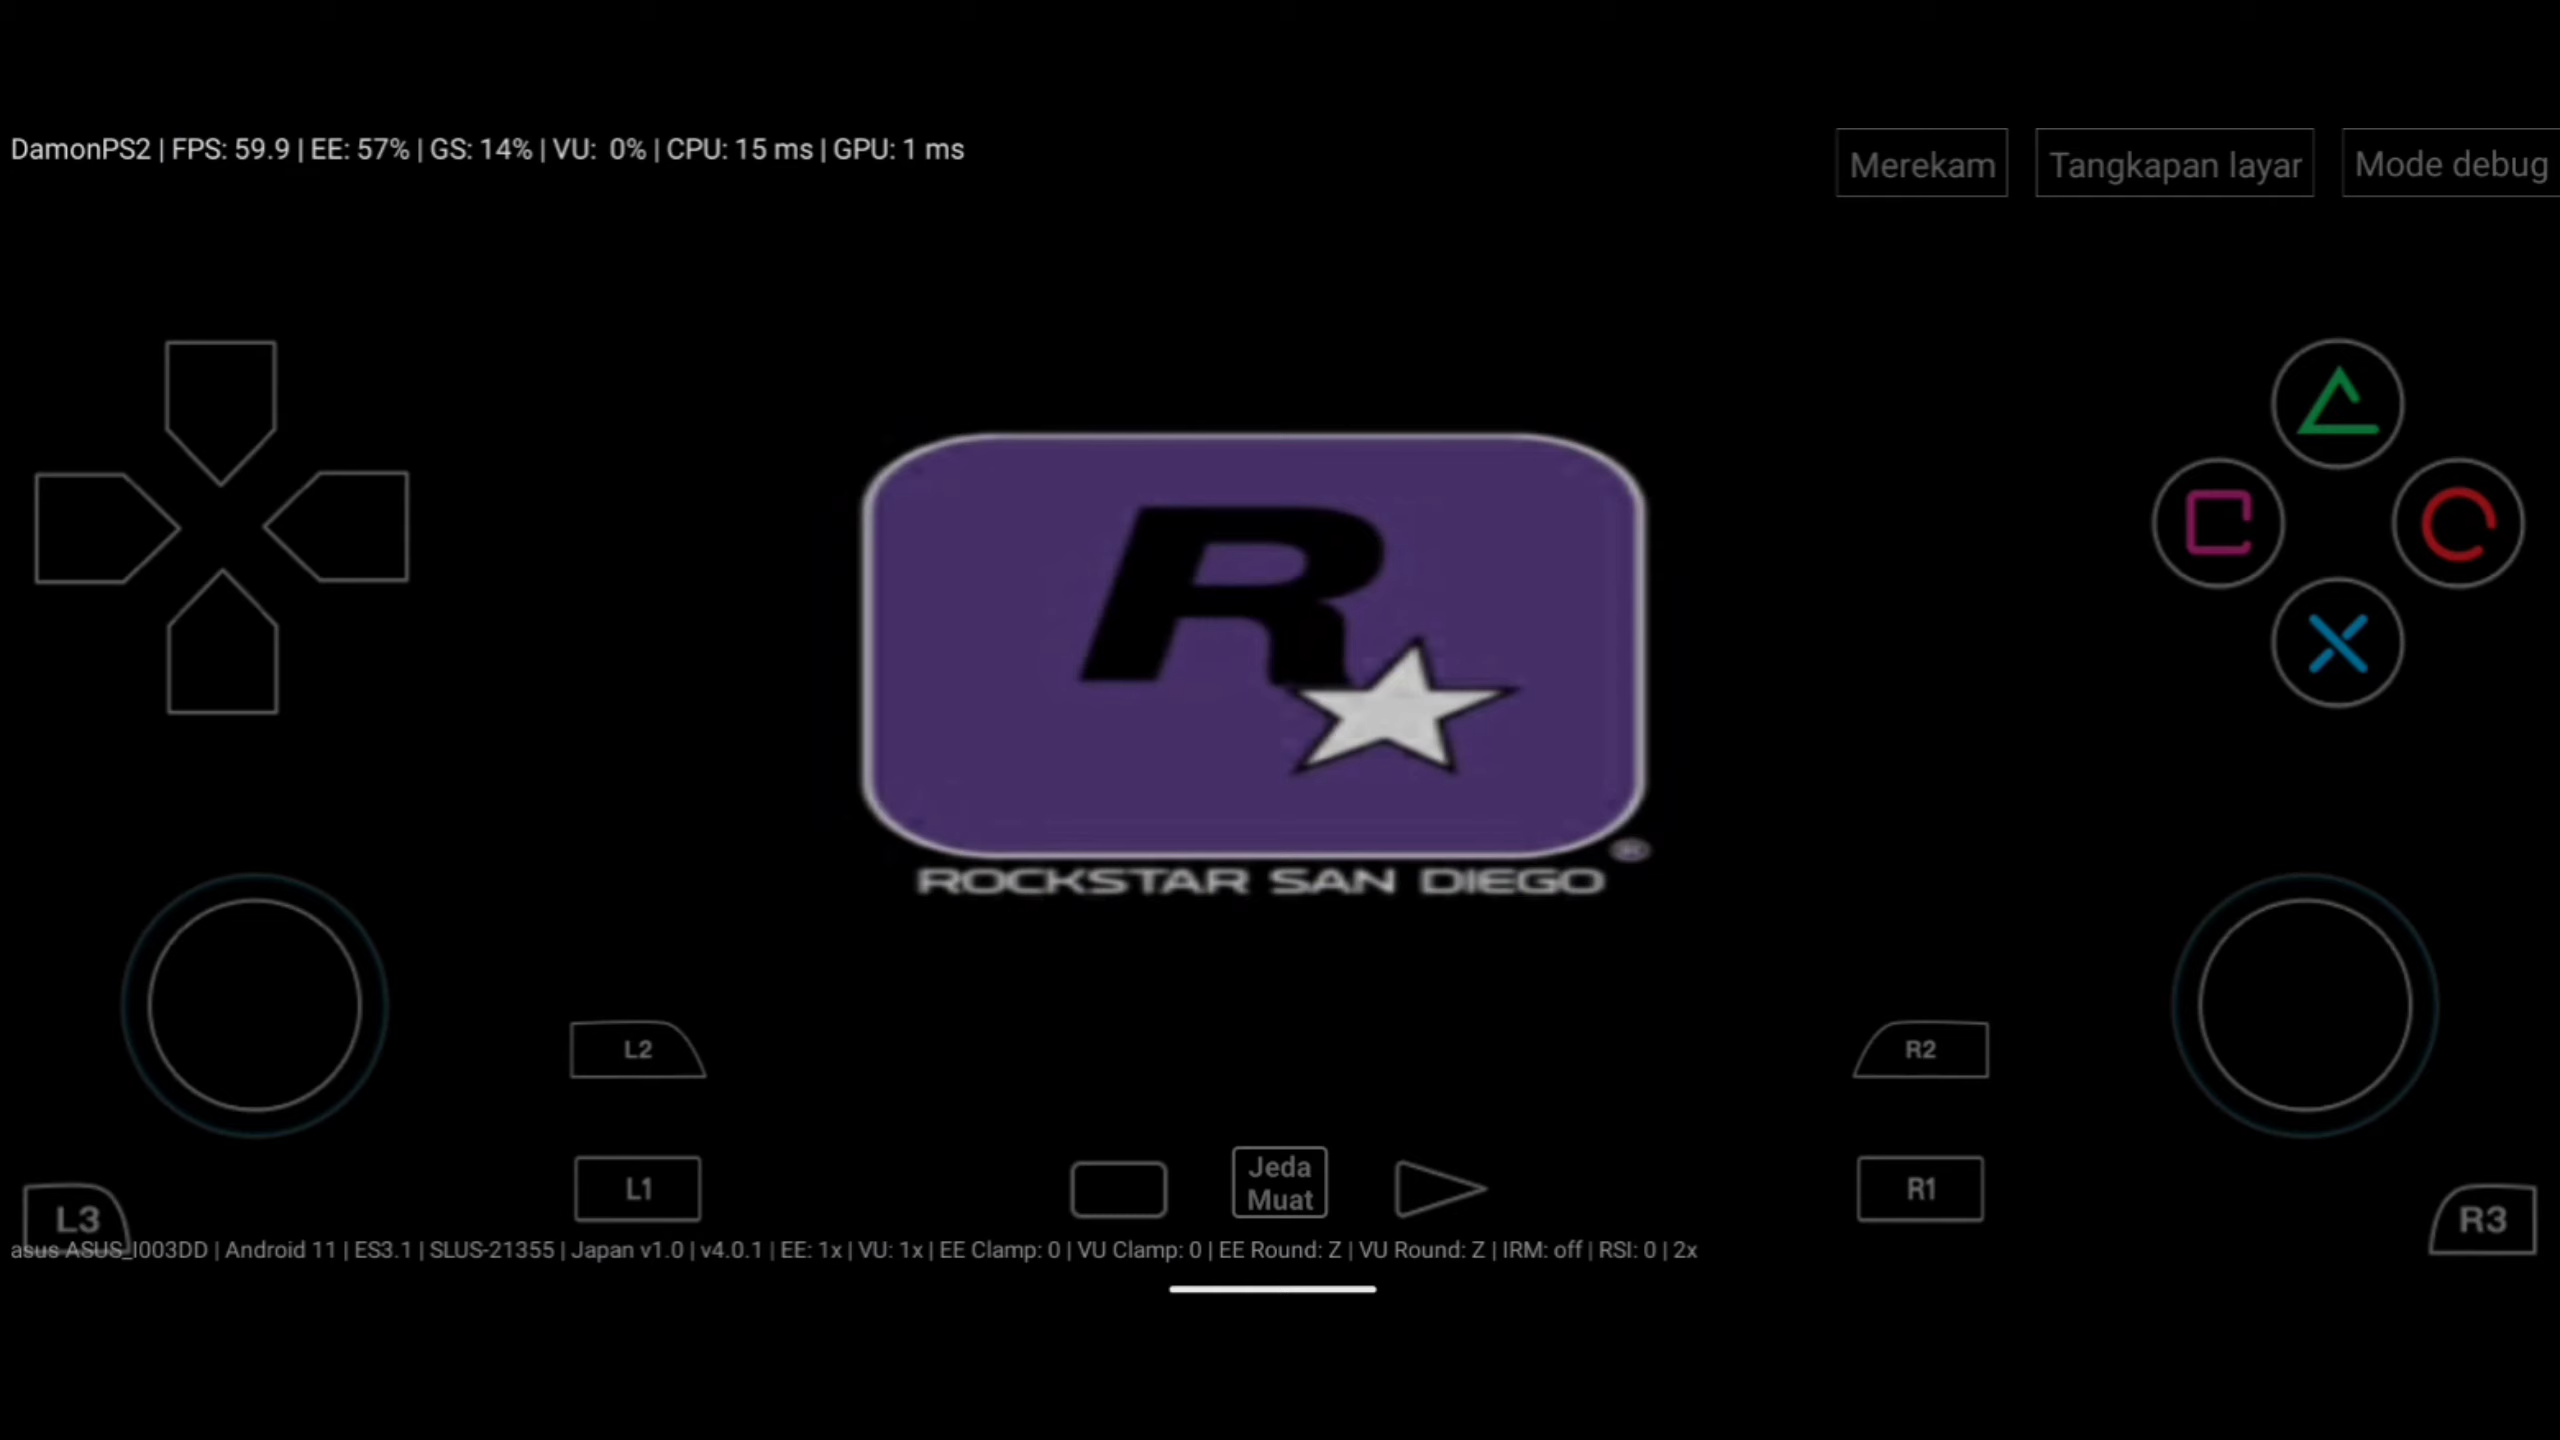 DamonPS2 | FPS: 59.9 | EE: 57% | GS: 14% | VU: 0% | CPU: 15 ms | GPU: 1 ms
Merekam
Tangkapan layar
Mode debug
R
ROCKSTAR SAN DIEGO
L2
R2
L1
Jeda
Muat
R1
L3
R3
asus ASUS_I003DD | Android 11 | ES3.1 | SLUS-21355 | Japan v1.0 | v4.0.1 | EE: 1x | VU: 1x | EE Clamp: 0 | VU Clamp: 0 | EE Round: Z | VU Round: Z | IRM: off | RSI: 0 | 2x